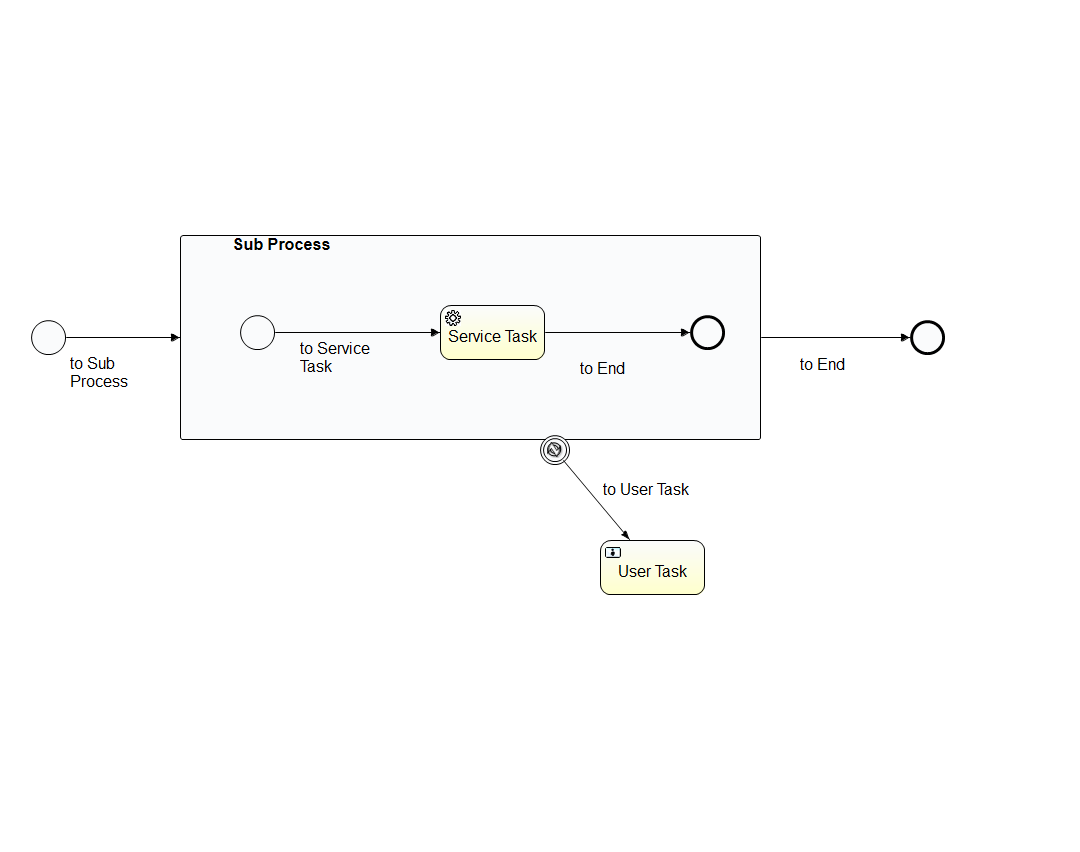 Sub Process
to Sub
Process
to Service
Task
Service Task
to End
to End
to User Task
User Task